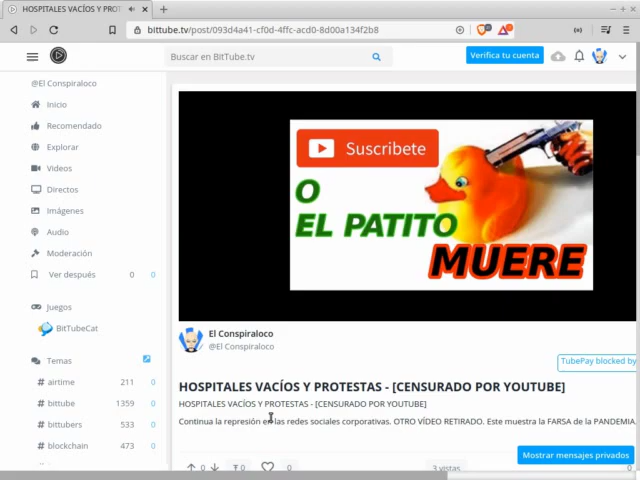 HOSPITALES VACÍOS Y PROT
bittube.tv/post/093d4a41-cf0d-4ffc-acd0-8d00a134f2b8
Buscar en BitTube.tv
Verifica tu cuenta
@El Conspiraloco
Inicio
Recomendado
Explorar
Videos
Directos
Imágenes
Audio
Moderación
Ver después 0 0
Juegos
BitTubeCat
Temas
# airtime 211 0
# bittube 1359 0
# bittubers 533 0
# blockchain 473 0
Suscribete
O
EL PATITO
MUERE
El Conspiraloco
@El Conspiraloco
TubePay blocked by
HOSPITALES VACÍOS Y PROTESTAS - [CENSURADO POR YOUTUBE]
HOSPITALES VACÍOS Y PROTESTAS - [CENSURADO POR YOUTUBE]
Continua la represión en las redes sociales corporativas. OTRO VÍDEO RETIRADO. Este muestra la FARSA de la PANDEMIA.
Mostrar mensajes privados
0 0 0 3 vistas 0